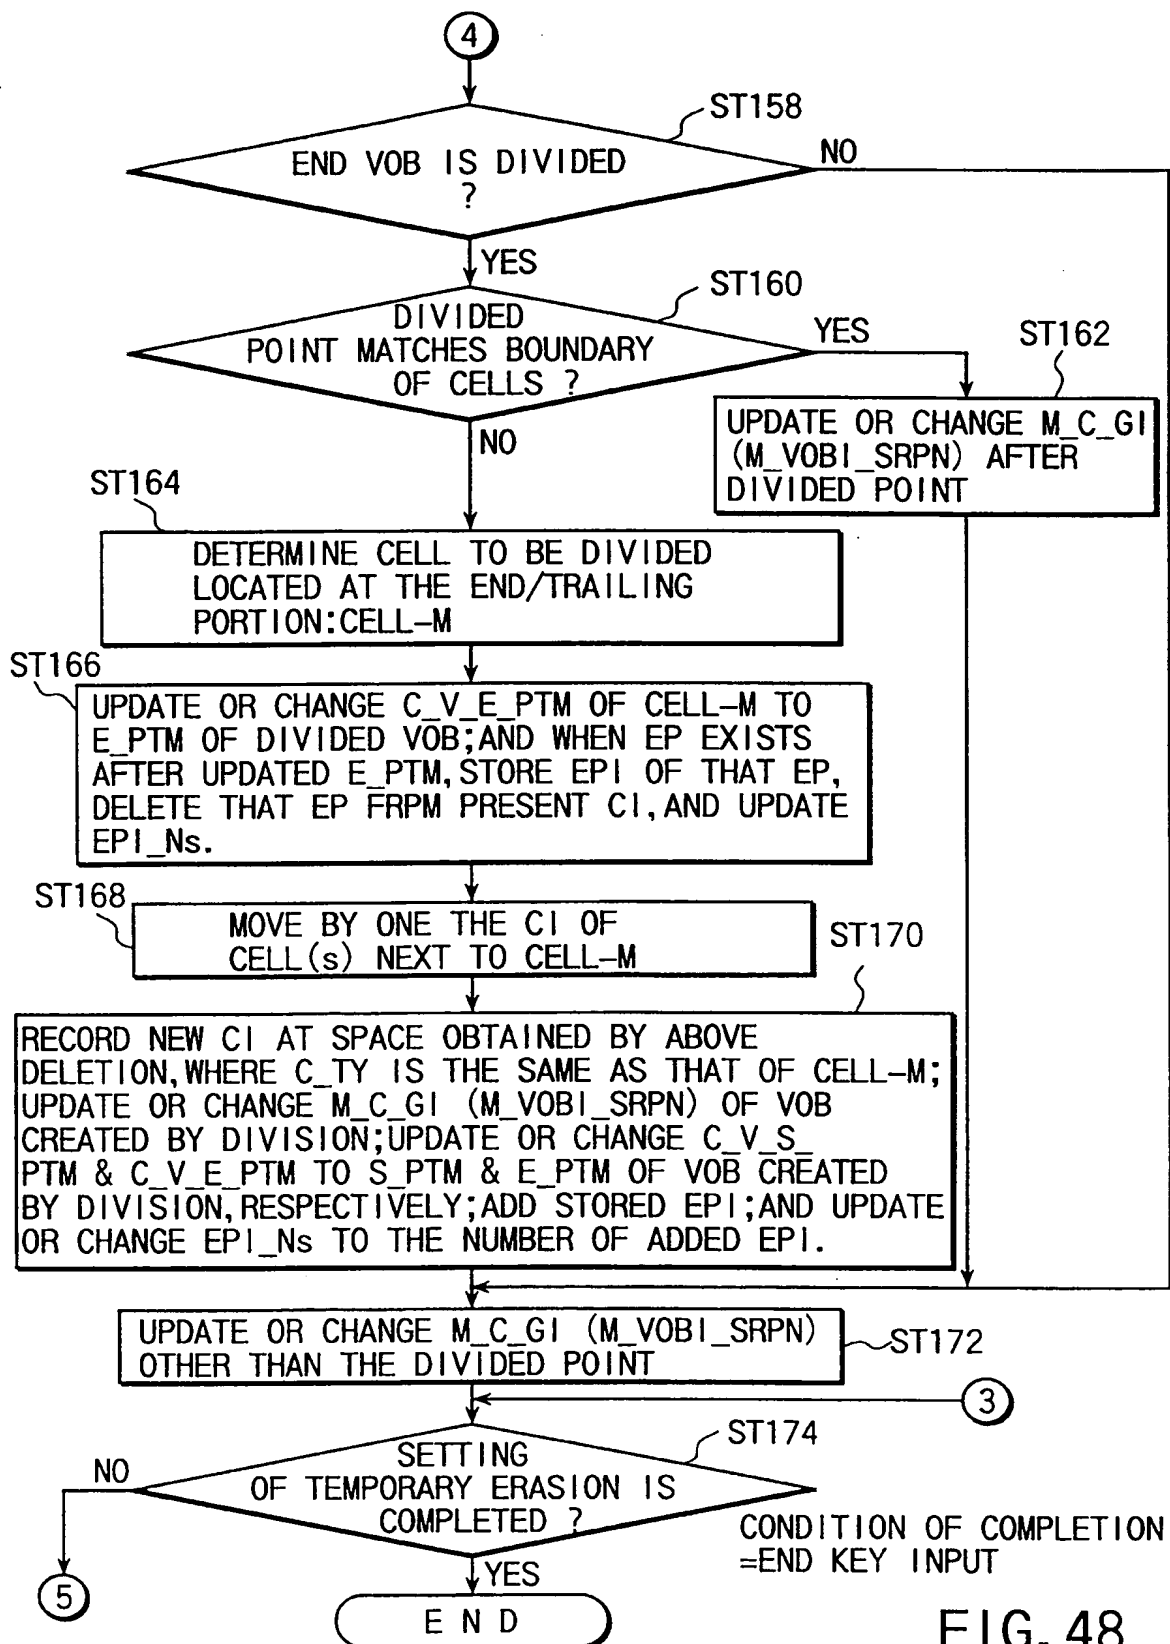 4
ST158
END VOB IS DIVIDED
?
NO
YES
ST160
DIVIDED
POINT MATCHES BOUNDARY
OF CELLS ?
YES
ST162
UPDATE OR CHANGE M_C_GI
(M_VOBI_SRPN) AFTER
DIVIDED POINT
NO
ST164
DETERMINE CELL TO BE DIVIDED
LOCATED AT THE END/TRAILING
PORTION:CELL-M
ST166
UPDATE OR CHANGE C_V_E_PTM OF CELL-M TO
E_PTM OF DIVIDED VOB;AND WHEN EP EXISTS
AFTER UPDATED E_PTM,STORE EPI OF THAT EP,
DELETE THAT EP FRPM PRESENT CI,AND UPDATE
EPI_Ns.
ST168
MOVE BY ONE THE CI OF
CELL(s) NEXT TO CELL-M
ST170
RECORD NEW CI AT SPACE OBTAINED BY ABOVE
DELETION,WHERE C_TY IS THE SAME AS THAT OF CELL-M;
UPDATE OR CHANGE M_C_GI (M_VOBI_SRPN) OF VOB
CREATED BY DIVISION;UPDATE OR CHANGE C_V_S_
PTM & C_V_E_PTM TO S_PTM & E_PTM OF VOB CREATED
BY DIVISION,RESPECTIVELY;ADD STORED EPI;AND UPDATE
OR CHANGE EPI_Ns TO THE NUMBER OF ADDED EPI.
UPDATE OR CHANGE M_C_GI (M_VOBI_SRPN)
OTHER THAN THE DIVIDED POINT
ST172
3
ST174
SETTING
OF TEMPORARY ERASION IS
COMPLETED ?
NO
CONDITION OF COMPLETION
=END KEY INPUT
5
YES
END
FIG. 48